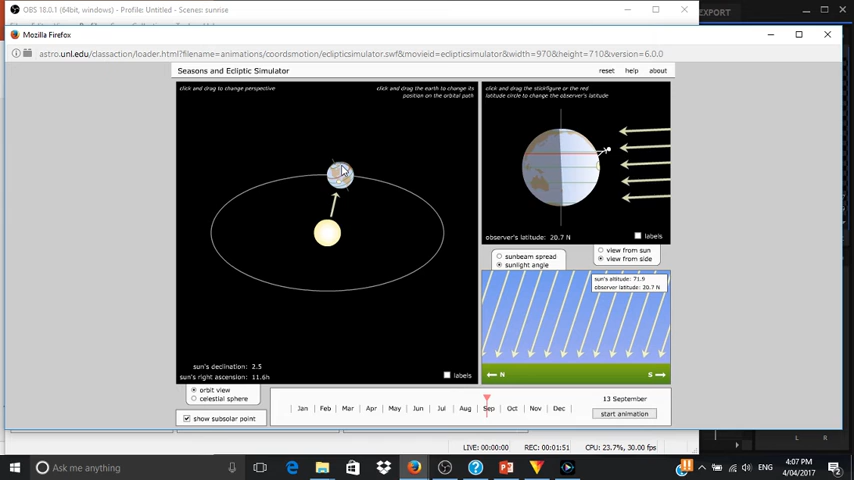 OBS 18.0.1 (64bit, windows) - Profile: Untitled - Scenes: sunrise
EXPORT
Mozilla Firefox
astro.unl.edu/classaction/loader.html?filename=animations/coordsmotion/eclipticsimulator.swf&movieid=eclipticsimulator&width=970&height=710&version=6.0.0
Seasons and Ecliptic Simulator
reset help about
click and drag to change perspective
click and drag the earth to change its
position on the orbital path
click and drag the stickfigure or the red
latitude circle to change the observer's latitude
observer's latitude: 20.7 N
labels
sunbeam spread
sunlight angle
view from sun
view from side
sun's altitude: 71.9
observer latitude: 20.7 N
N
S
sun's declination: 2.5
sun's right ascension: 11.6h
labels
orbit view
celestial sphere
show subsolar point
Jan Feb Mar Apr May Jun Jul Aug Sep Oct Nov Dec
13 September
start animation
L R
LIVE: 00:00:00 REC: 00:01:51 CPU: 23.7%, 30.00 fps
Ask me anything
ENG
4:07 PM
4/04/2017